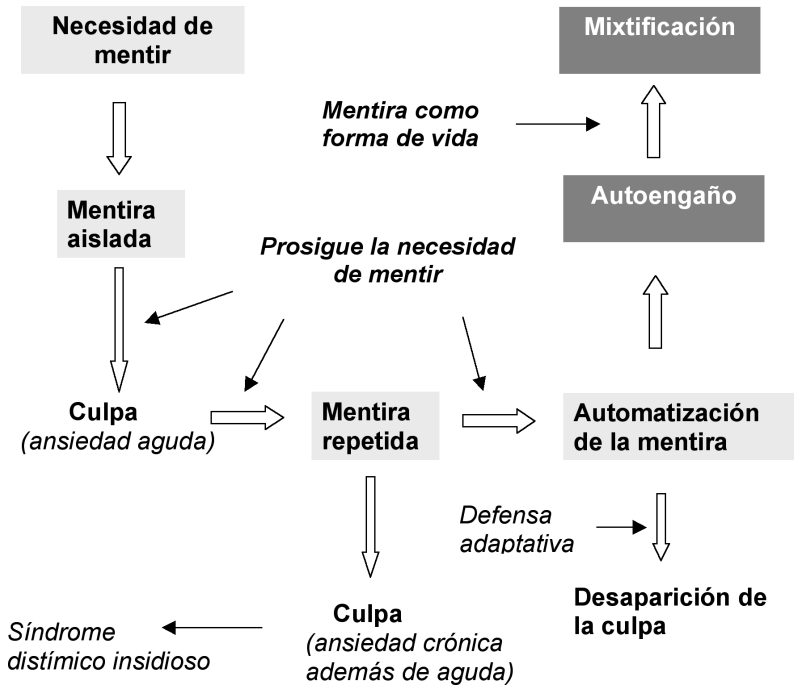 Necesidad de
mentir
Mixtificación
Mentira como
forma de vida
Mentira
aislada
Autoengaño
Prosigue la necesidad
de mentir
Culpa
(ansiedad aguda)
Mentira
repetida
Automatización
de la mentira
Defensa
adaptativa
Desaparición de
la culpa
Culpa
(ansiedad crónica
además de aguda)
Síndrome
distímico insidioso